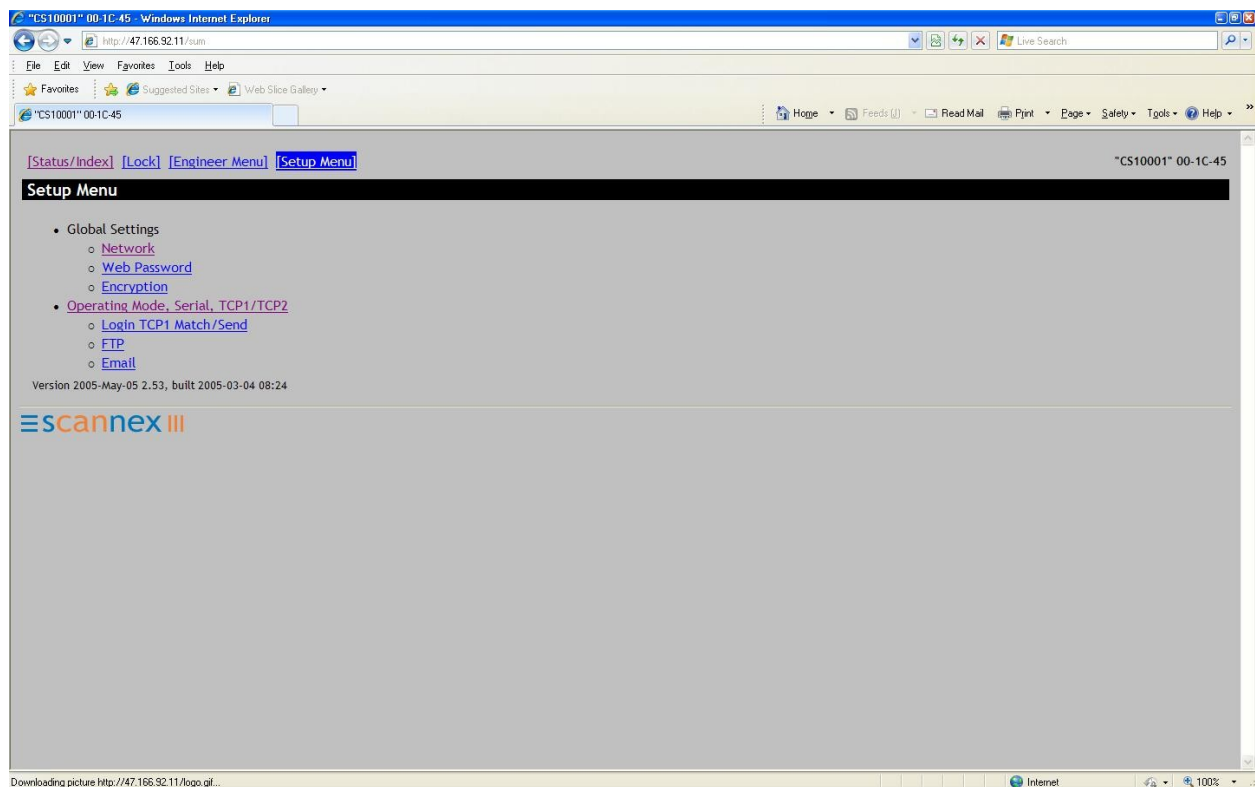 "CS10001" 00-1C-45 - Windows Internet Explorer
http://47.166.92.11/sum
Live Search
File Edit View Favorites Tools Help
Favorites Suggested Sites Web Slice Gallery
"CS10001" 00-1C-45
Home Feeds (J) Read Mail Print Page Safety Tools Help »
[Status/Index] [Lock] [Engineer Menu] [Setup Menu] "CS10001" 00-1C-45
Setup Menu
Global Settings
Network
Web Password
Encryption
Operating Mode, Serial, TCP1/TCP2
Login TCP1 Match/Send
FTP
Email
Version 2005-May-05 2.53, built 2005-03-04 08:24
scannex
Downloading picture http://47.166.92.11/logo.gif... Internet 100%